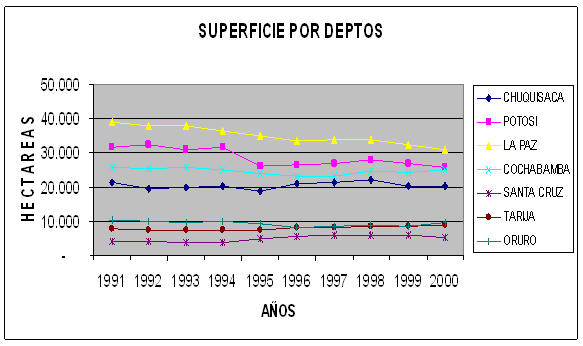 SUPERFICIE POR DEPTOS
HECTAREAS
50.000
40.000
30.000
20.000
10.000
-
1991 1992 1993 1994 1995 1996 1997 1998 1999 2000
AÑOS
CHUQUISACA
POTOSI
LA PAZ
COCHABAMBA
SANTA CRUZ
TARIJA
ORURO